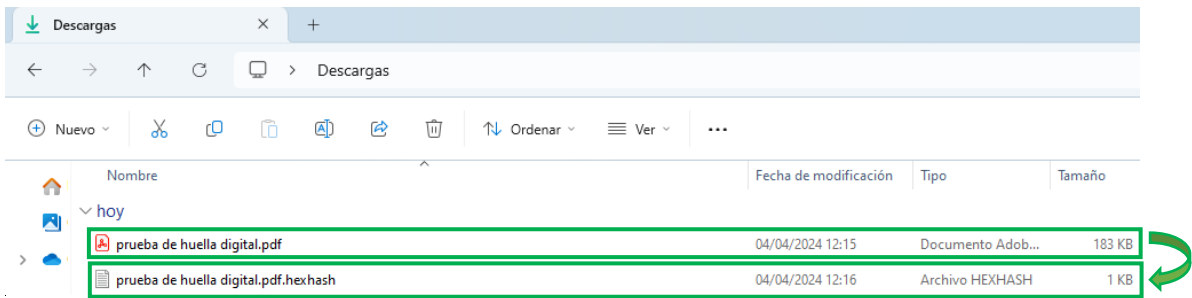 Descargas
Descargas
Nuevo Ordenar Ver
Nombre Fecha de modificación Tipo Tamaño
hoy
prueba de huella digital.pdf 04/04/2024 12:15 Documento Adob... 183 KB
prueba de huella digital.pdf.hexhash 04/04/2024 12:16 Archivo HEXHASH 1 KB